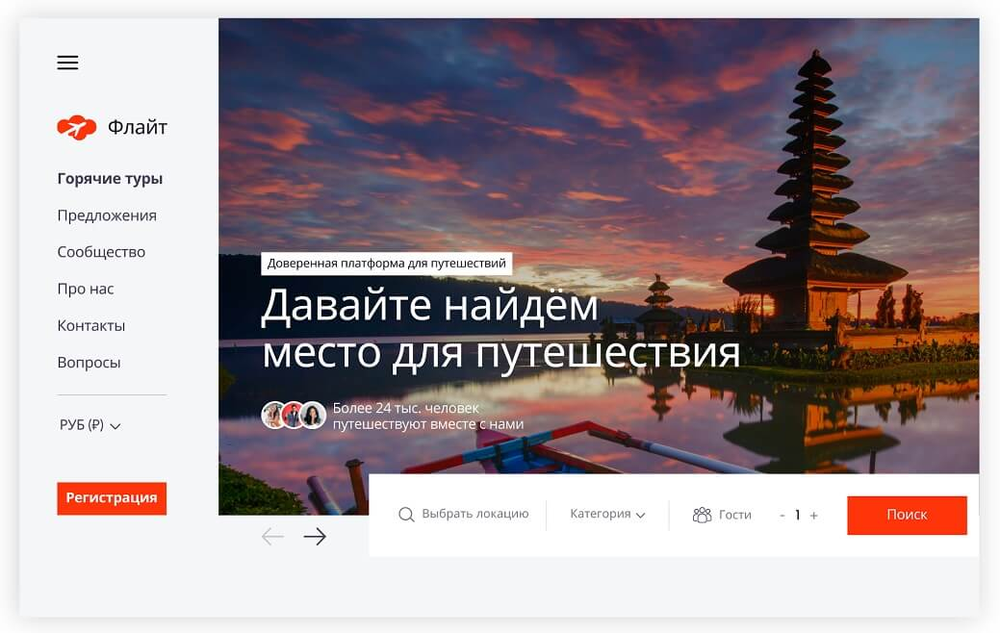 Флайт
Горячие туры
Предложения
Сообщество
Про нас
Контакты
Вопросы
РУБ (₽)
Регистрация
Доверенная платформа для путешествий
Давайте найдём
место для путешествия
Более 24 тыс. человек
путешествуют вместе с нами
Выбрать локацию
Категория
Гости
- 1 +
Поиск